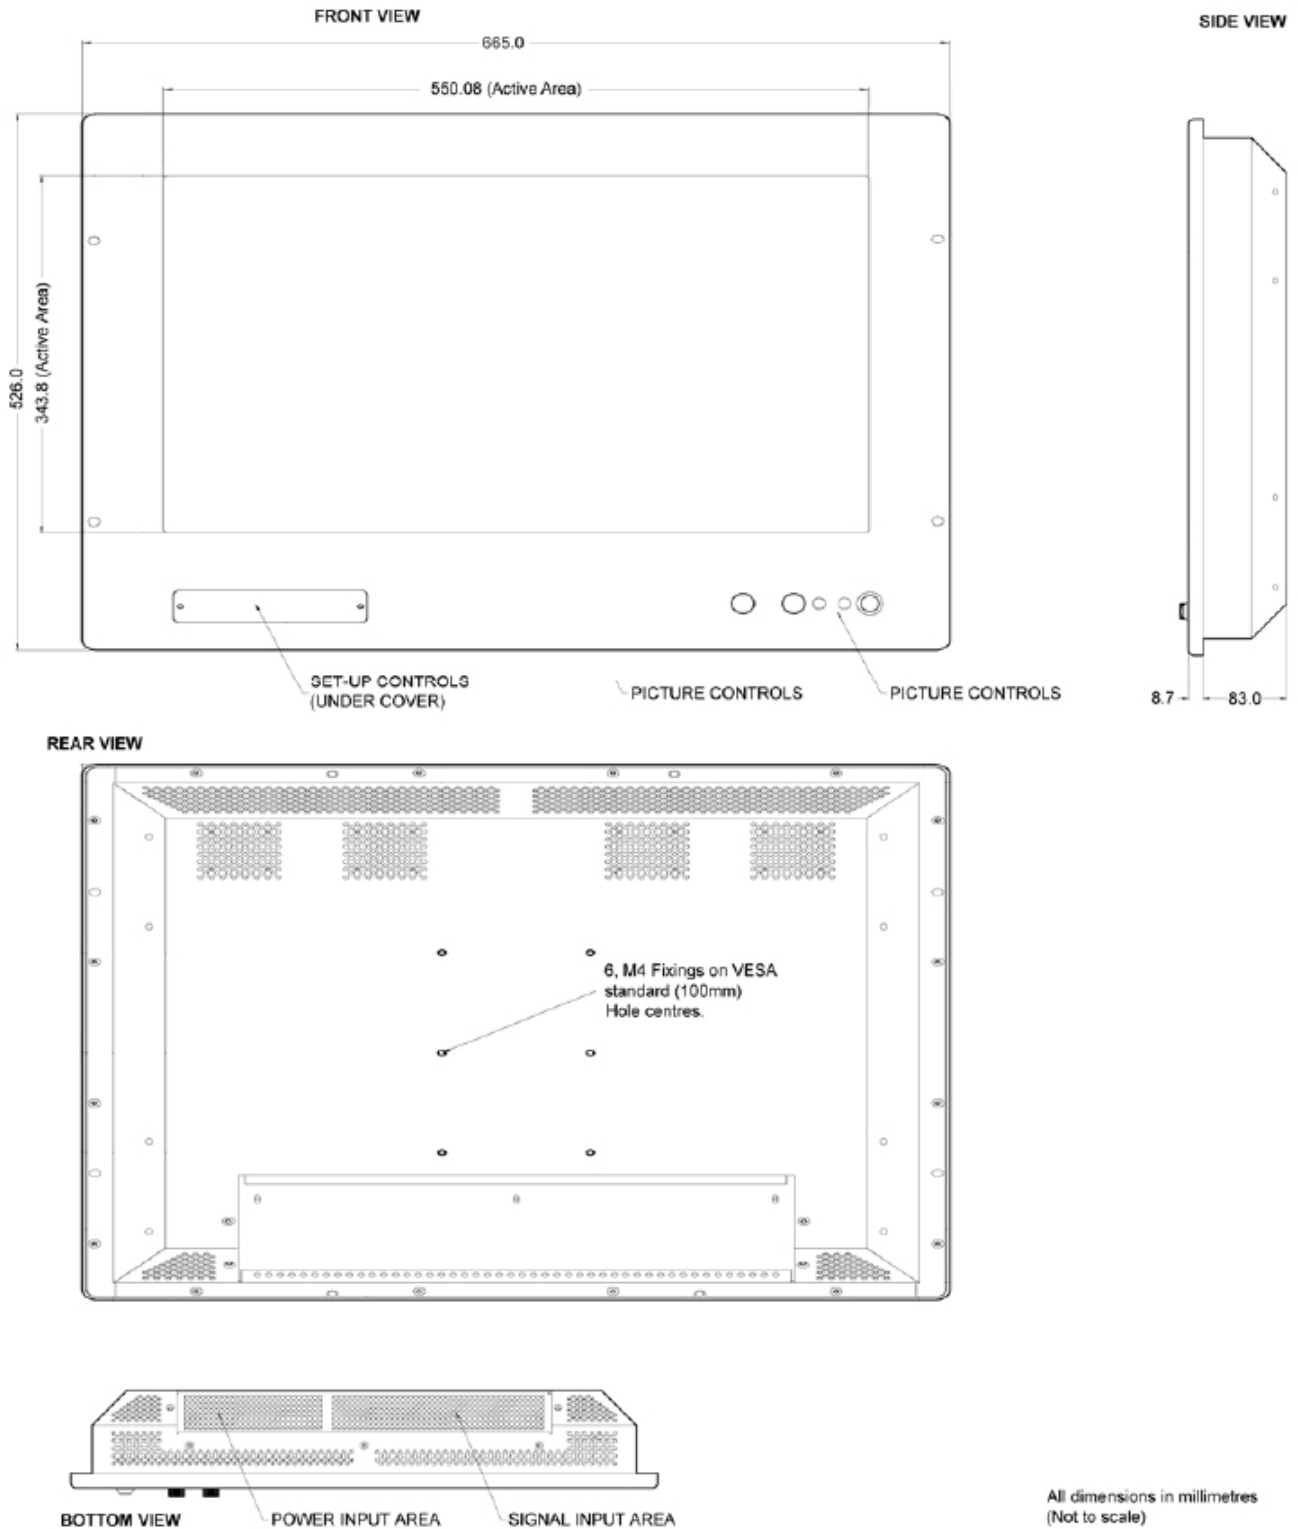 FRONT VIEW
SIDE VIEW
665.0
550.08 (Active Area)
526.0
343.8 (Active Area)
SET-UP CONTROLS
(UNDER COVER)
PICTURE CONTROLS
PICTURE CONTROLS
8.7
83.0
REAR VIEW
6, M4 Fixings on VESA
standard (100mm)
Hole centres.
BOTTOM VIEW
POWER INPUT AREA
SIGNAL INPUT AREA
All dimensions in millimetres
(Not to scale)